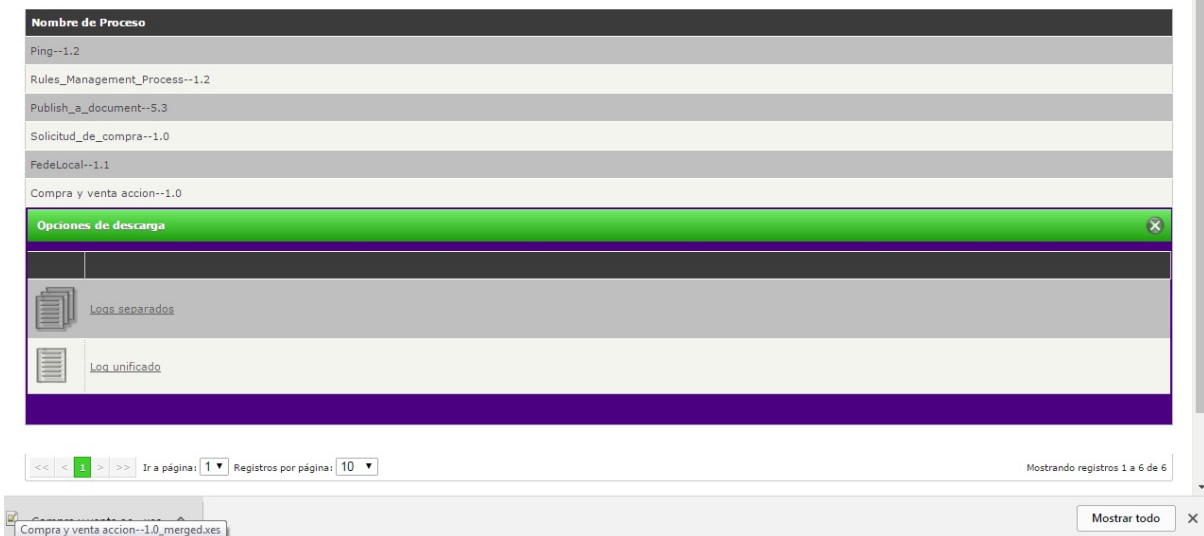 Nombre de Proceso
Ping--1.2
Rules_Management_Process--1.2
Publish_a_document--5.3
Solicitud_de_compra--1.0
FedeLocal--1.1
Compra y venta accion--1.0
Opciones de descarga
Logs separados
Log unificado
<< < 1 > >> Ir a página: 1 Registros por página: 10 Mostrando registros 1 a 6 de 6
Mostrar todo
Compra y venta accion--1.0_merged.xes